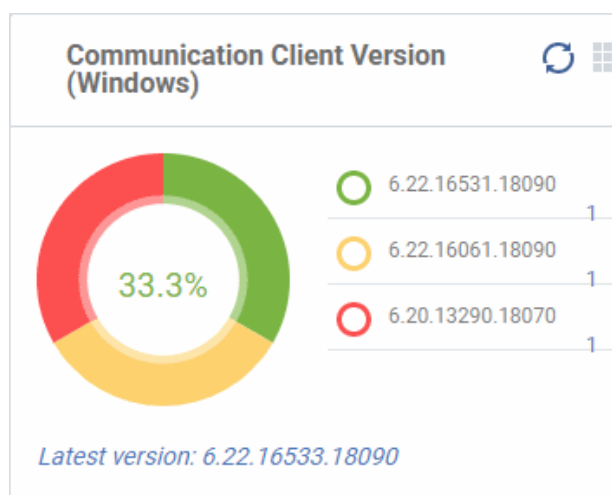 Communication Client Version
(Windows)
33.3%
6.22.16531.18090
1
6.22.16061.18090
1
6.20.13290.18070
1
Latest version: 6.22.16533.18090